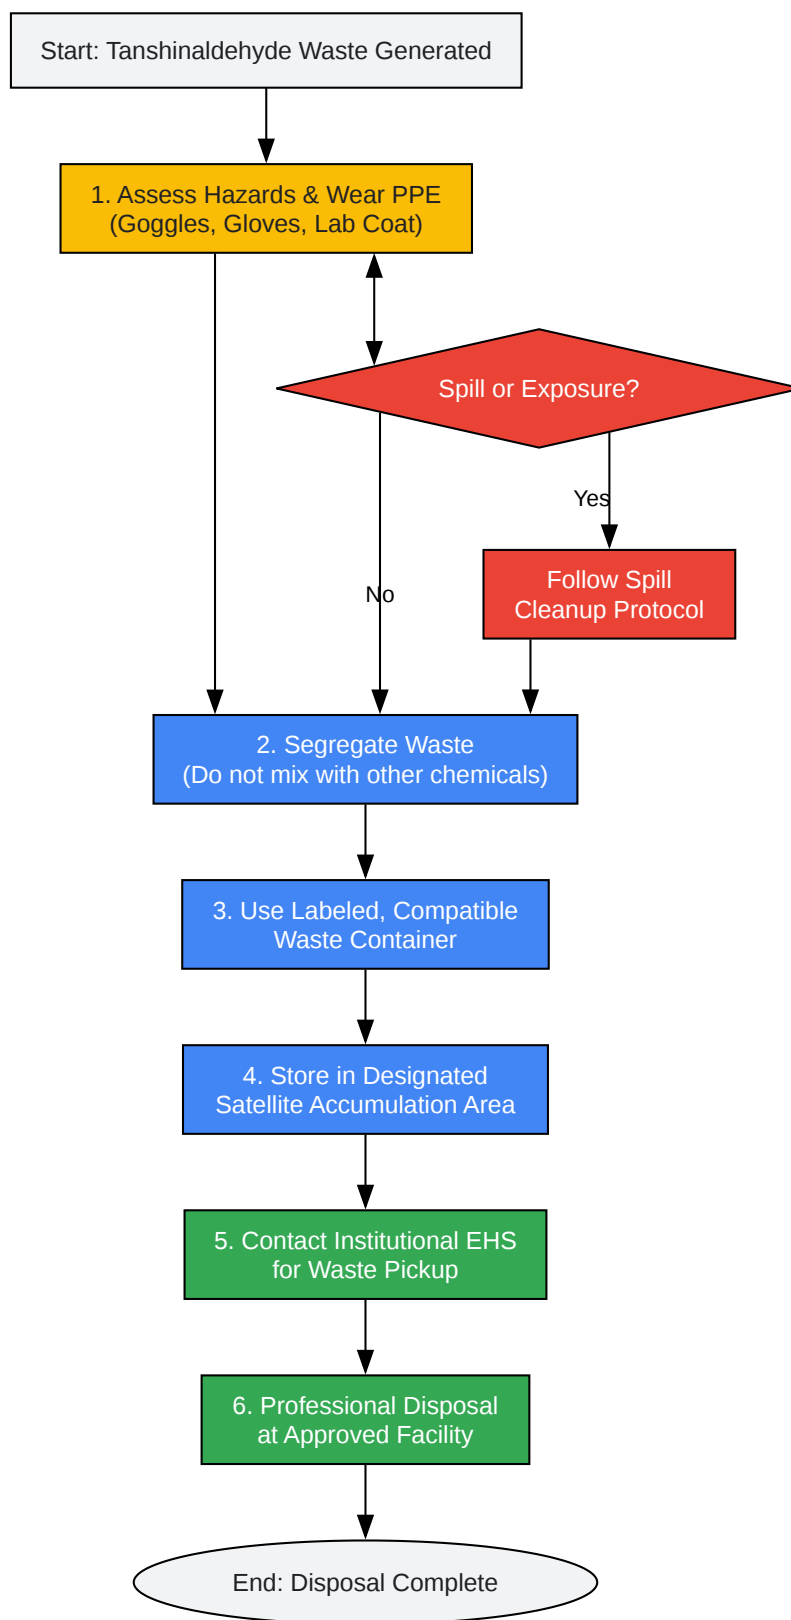 Start: Tanshinaldehyde Waste Generated
1. Assess Hazards & Wear PPE
(Goggles, Gloves, Lab Coat)
Spill or Exposure?
Yes
Follow Spill
Cleanup Protocol
No
2. Segregate Waste
(Do not mix with other chemicals)
3. Use Labeled, Compatible
Waste Container
4. Store in Designated
Satellite Accumulation Area
5. Contact Institutional EHS
for Waste Pickup
6. Professional Disposal
at Approved Facility
End: Disposal Complete